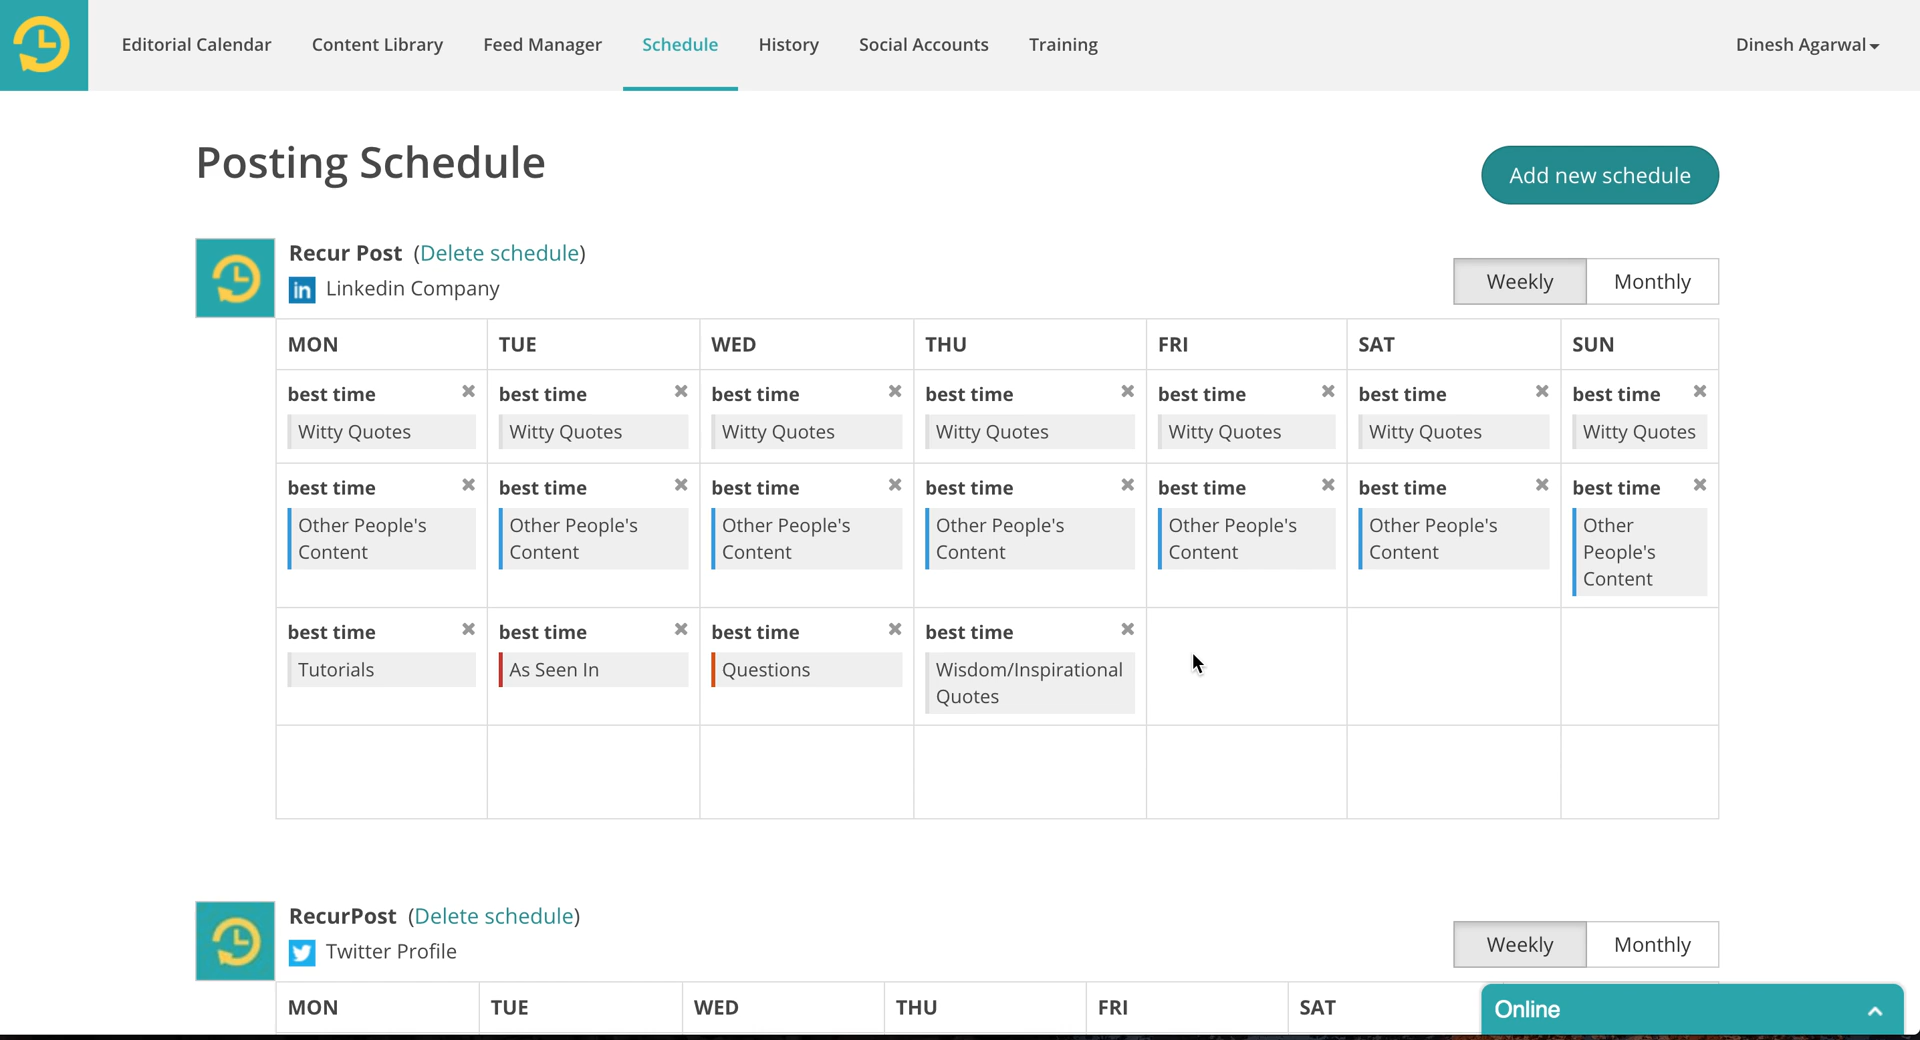 Editorial Calendar Content Library Feed Manager Schedule History Social Accounts Training Dinesh Agarwal
Posting Schedule
Add new schedule
Recur Post (Delete schedule)
in Linkedin Company
Weekly Monthly
MON TUE WED THU FRI SAT SUN
best time best time best time best time best time best time best time
Witty Quotes Witty Quotes Witty Quotes Witty Quotes Witty Quotes Witty Quotes Witty Quotes
best time best time best time best time best time best time best time
Other People's Other People's Other People's Other People's Other People's Other People's Other
Content Content Content Content Content Content People's
Content
best time best time best time best time
Tutorials As Seen In Questions Wisdom/Inspirational
Quotes
RecurPost (Delete schedule)
Twitter Profile
Weekly Monthly
MON TUE WED THU FRI SAT
Online